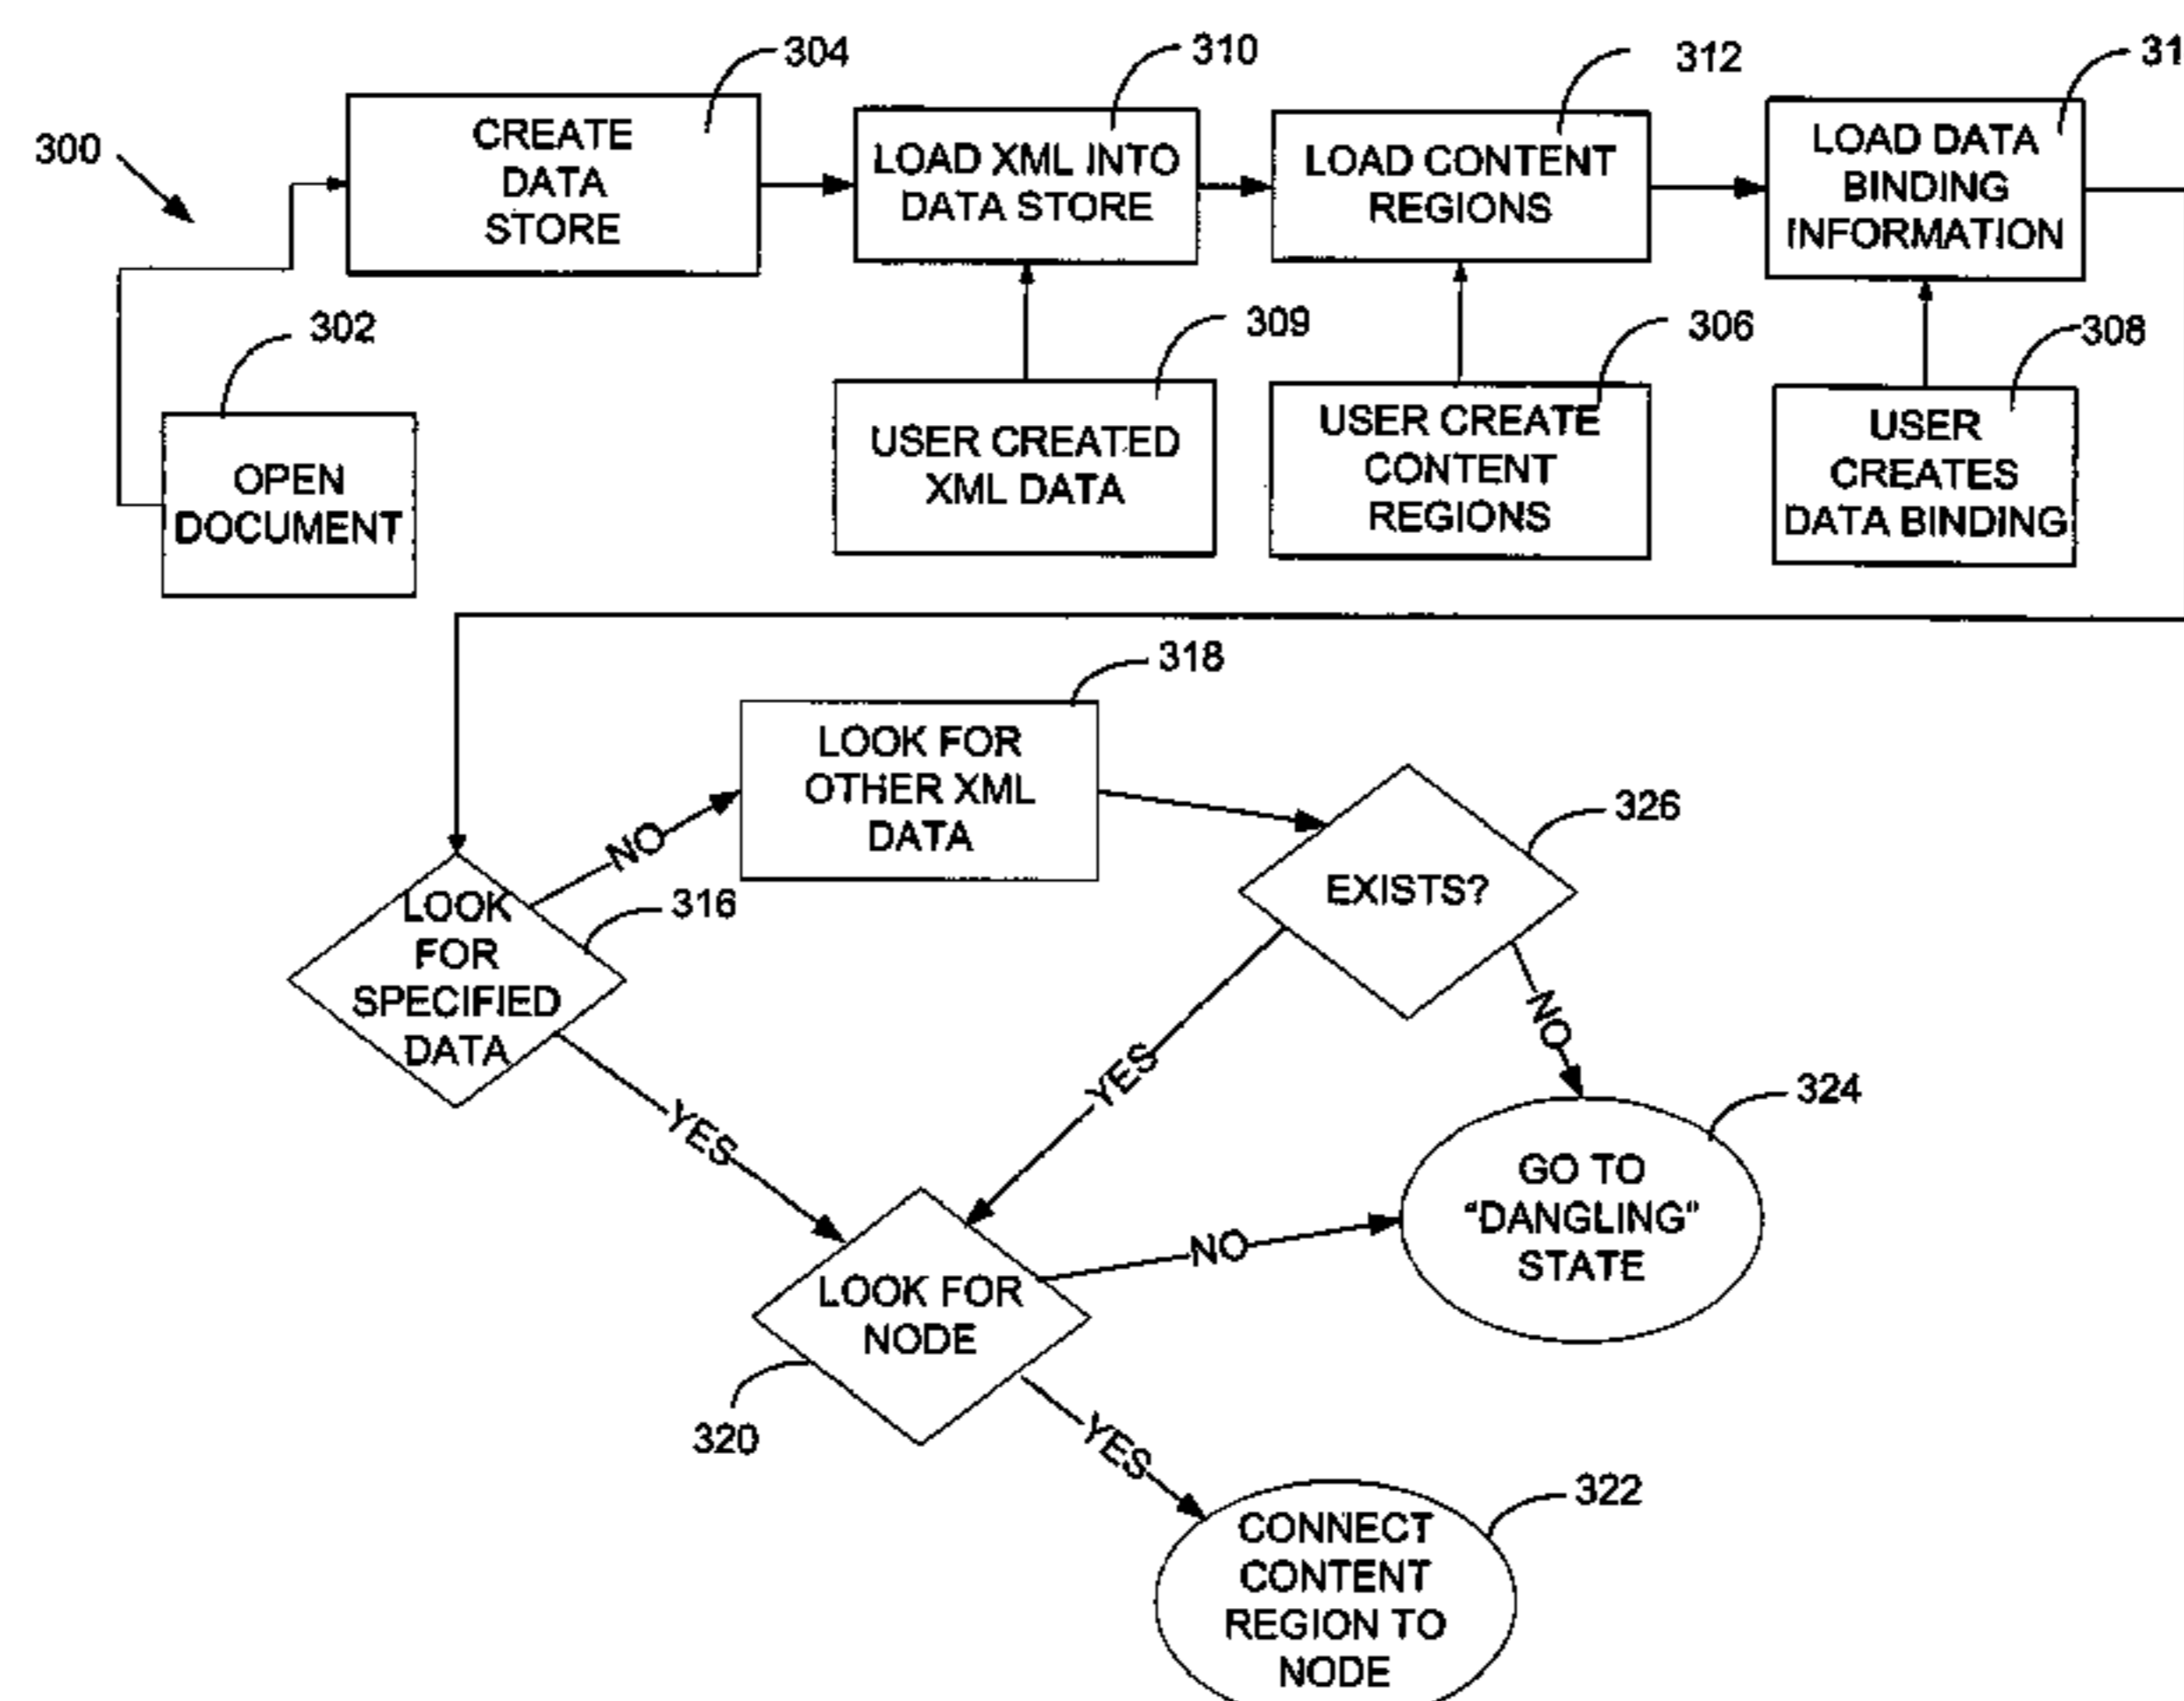 300
304
CREATE
DATA
STORE
310
LOAD XML INTO
DATA STORE
312
LOAD CONTENT
REGIONS
31
LOAD DATA
BINDING
INFORMATION
302
OPEN
DOCUMENT
309
USER CREATED
XML DATA
306
USER CREATE
CONTENT
REGIONS
308
USER
CREATES
DATA BINDING
318
LOOK FOR
OTHER XML
DATA
NO
316
LOOK
FOR
SPECIFIED
DATA
326
EXISTS?
YES
YES
NO
324
GO TO
“DANGLING”
STATE
NO
LOOK FOR
NODE
320
YES
322
CONNECT
CONTENT
REGION TO
NODE